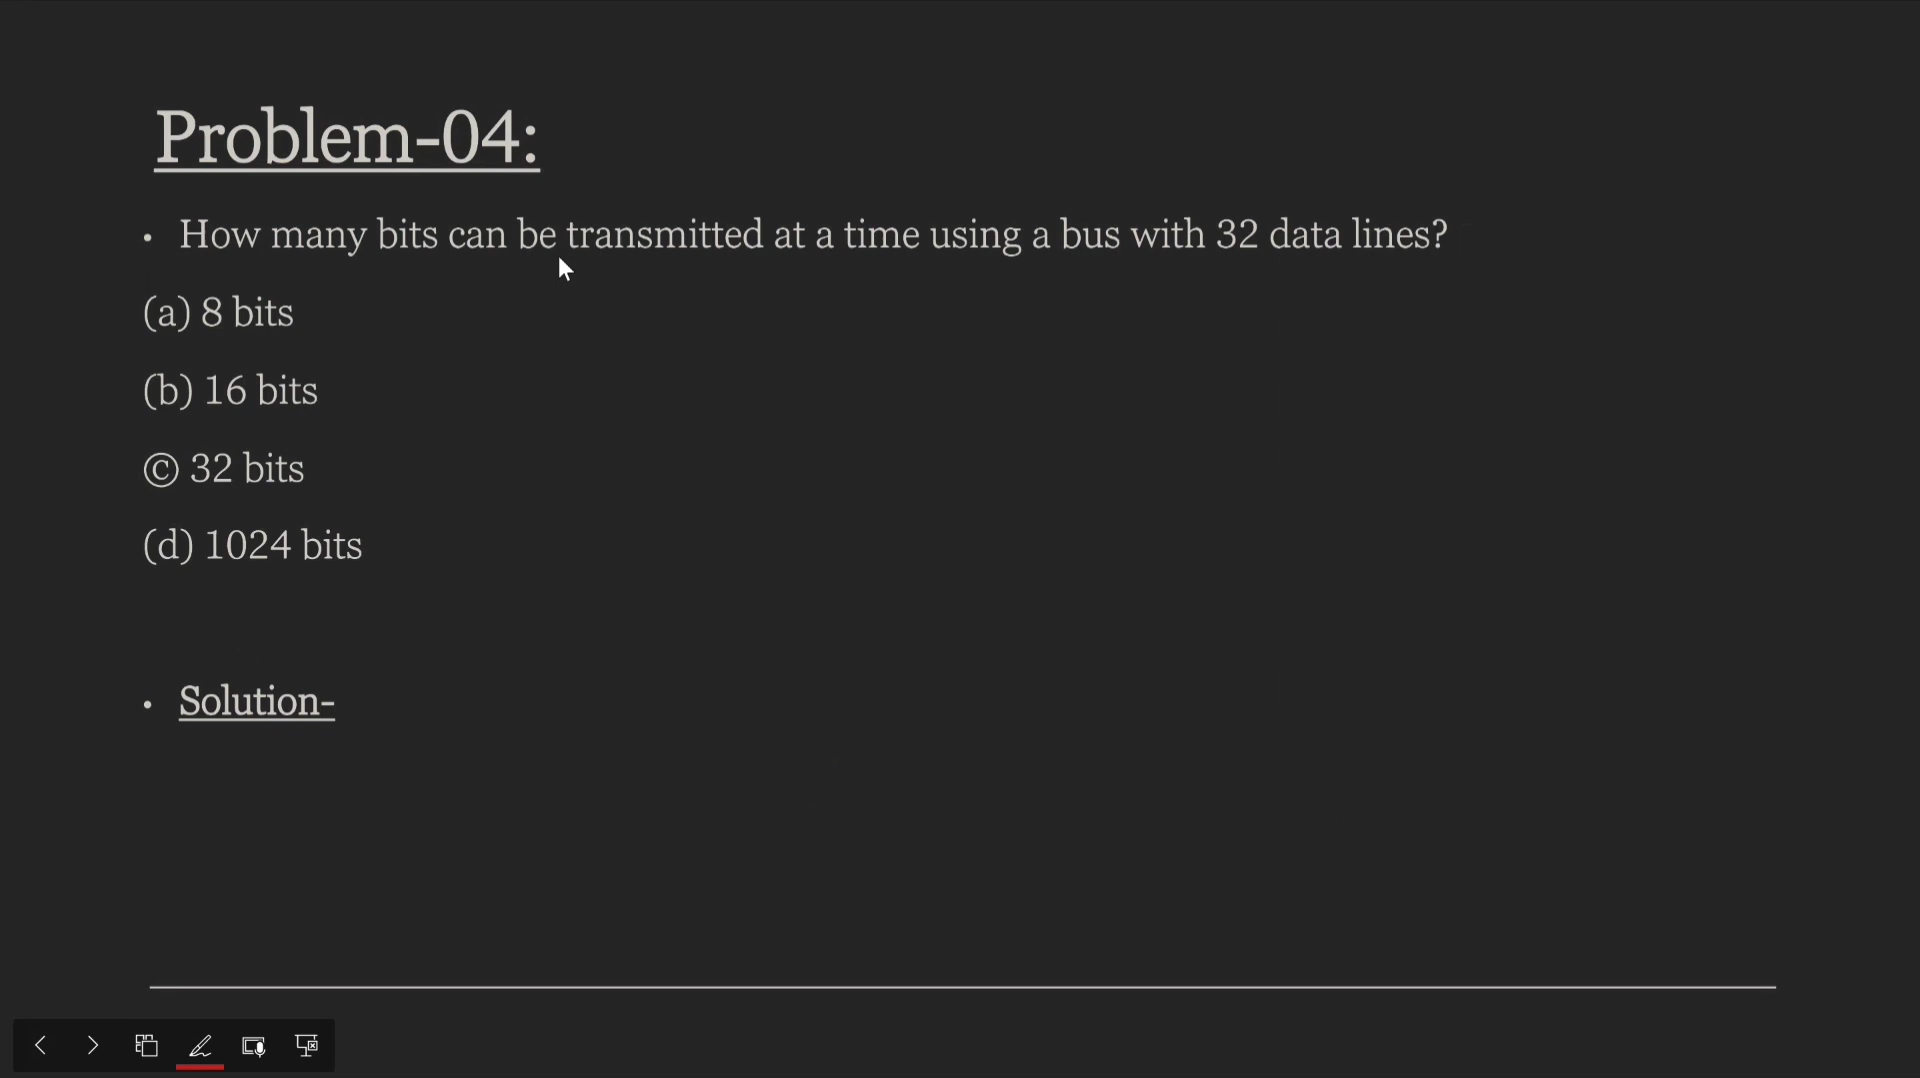 Problem-04:
• How many bits can be transmitted at a time using a bus with 32 data lines?
(a) 8 bits
(b) 16 bits
© 32 bits
(d) 1024 bits
• Solution-